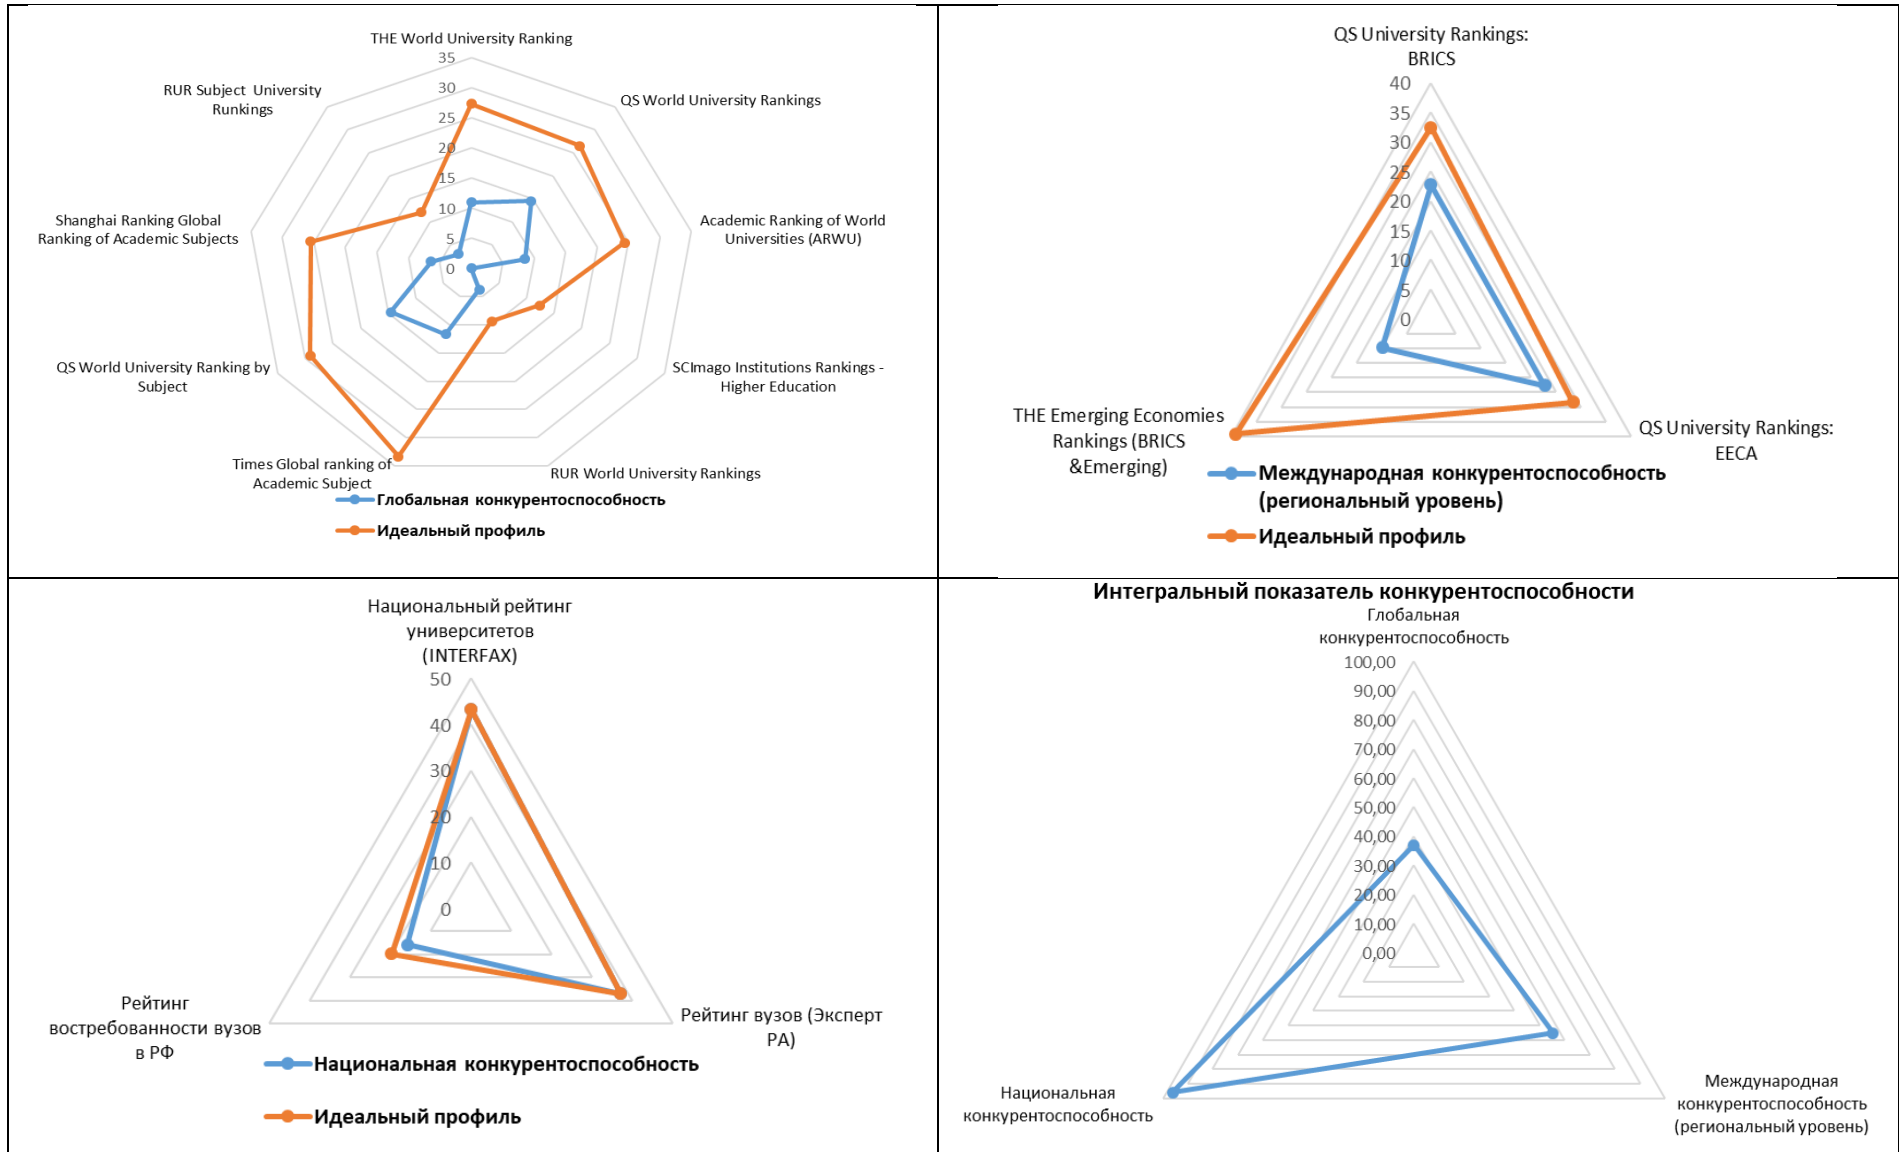 THE World University Ranking
35
30
25
20
15
10
5
0
QS World University Rankings
Academic Ranking of World
Universities (ARWU)
SCImago Institutions Rankings -
Higher Education
RUR World University Rankings
Times Global ranking of
Academic Subject
QS World University Ranking by
Subject
Shanghai Ranking Global
Ranking of Academic Subjects
RUR Subject University
Runkings
Глобальная конкурентоспособность
Идеальный профиль
QS University Rankings:
BRICS
40
35
30
25
20
15
10
5
0
QS University Rankings:
EECA
THE Emerging Economies
Rankings (BRICS
&Emerging)
Международная конкурентоспособность
(региональный уровень)
Идеальный профиль
Национальный рейтинг
университетов
(INTERFAX)
50
40
30
20
10
0
Рейтинг вузов (Эксперт
РА)
Рейтинг
востребованности вузов
в РФ
Национальная конкурентоспособность
Идеальный профиль
Интегральный показатель конкурентоспособности
Глобальная
конкурентоспособность
100,00
90,00
80,00
70,00
60,00
50,00
40,00
30,00
20,00
10,00
0,00
Международная
конкурентоспособность
(региональный уровень)
Национальная
конкурентоспособность